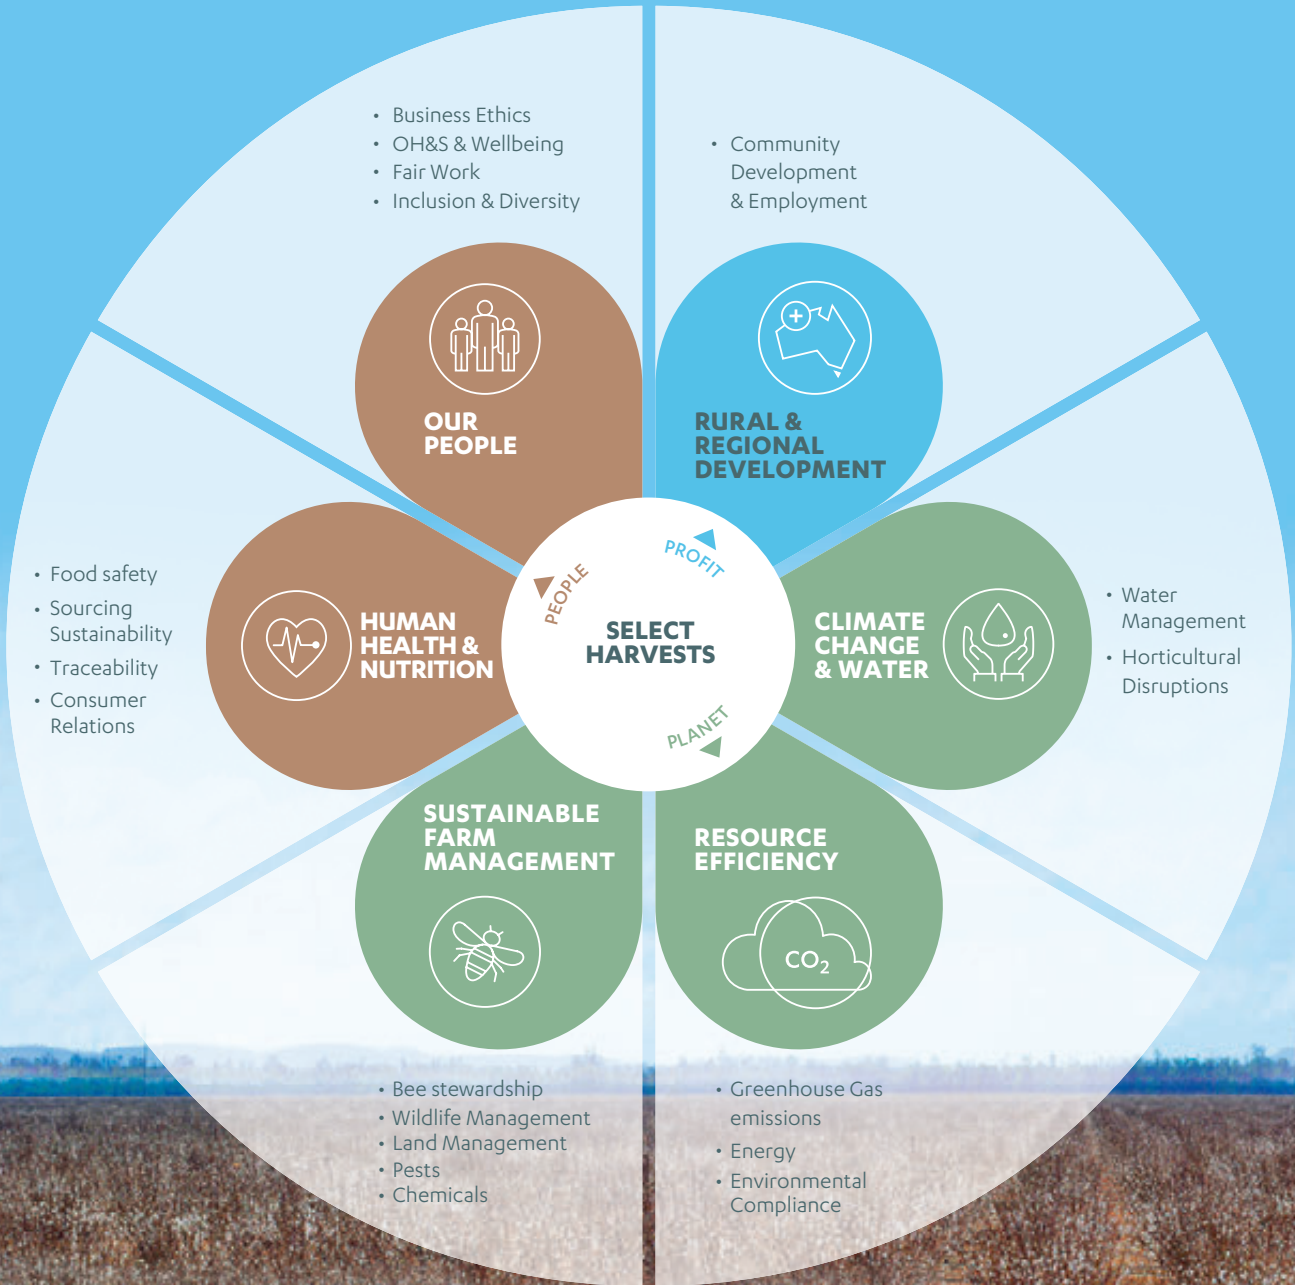 • Business Ethics
• OH&S & Wellbeing
• Fair Work
• Inclusion & Diversity
• Community
Development
& Employment
OUR
PEOPLE
RURAL &
REGIONAL
DEVELOPMENT
• Food safety
• Sourcing
Sustainability
• Traceability
• Consumer
Relations
HUMAN
HEALTH &
NUTRITION
PEOPLE
PROFIT
SELECT
HARVESTS
PLANET
CLIMATE
CHANGE
& WATER
• Water
Management
• Horticultural
Disruptions
SUSTAINABLE
FARM
MANAGEMENT
RESOURCE
EFFICIENCY
CO₂
• Bee stewardship
• Wildlife Management
• Land Management
• Pests
• Chemicals
• Greenhouse Gas
emissions
• Energy
• Environmental
Compliance